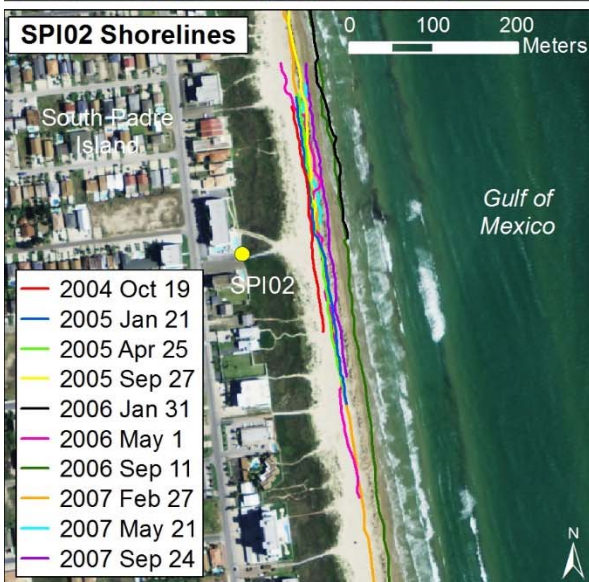 SPI02 Shorelines
0 100 200
Meters
South Padre
Island
Gulf of
Mexico
SPI02
2004 Oct 19
2005 Jan 21
2005 Apr 25
2005 Sep 27
2006 Jan 31
2006 May 1
2006 Sep 11
2007 Feb 27
2007 May 21
2007 Sep 24
N